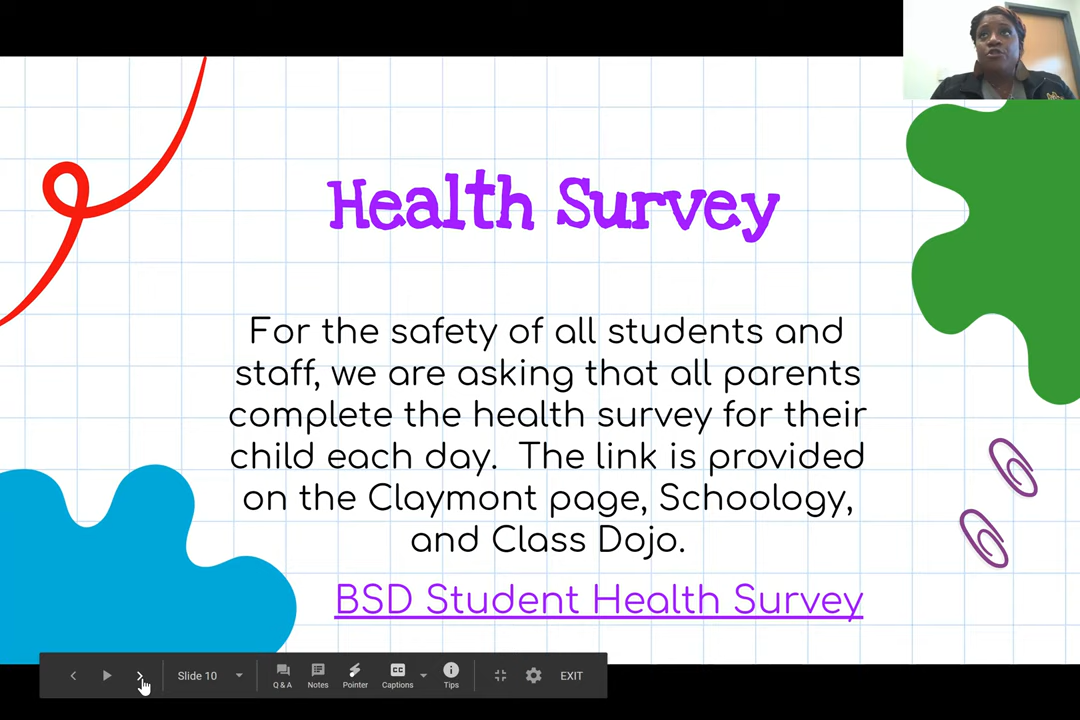 Health Survey
For the safety of all students and
staff, we are asking that all parents
complete the health survey for their
child each day. The link is provided
on the Claymont page, Schoology,
and Class Dojo.
BSD Student Health Survey
Slide 10
Q & A
Notes
Pointer
CC
Captions
Tips
EXIT